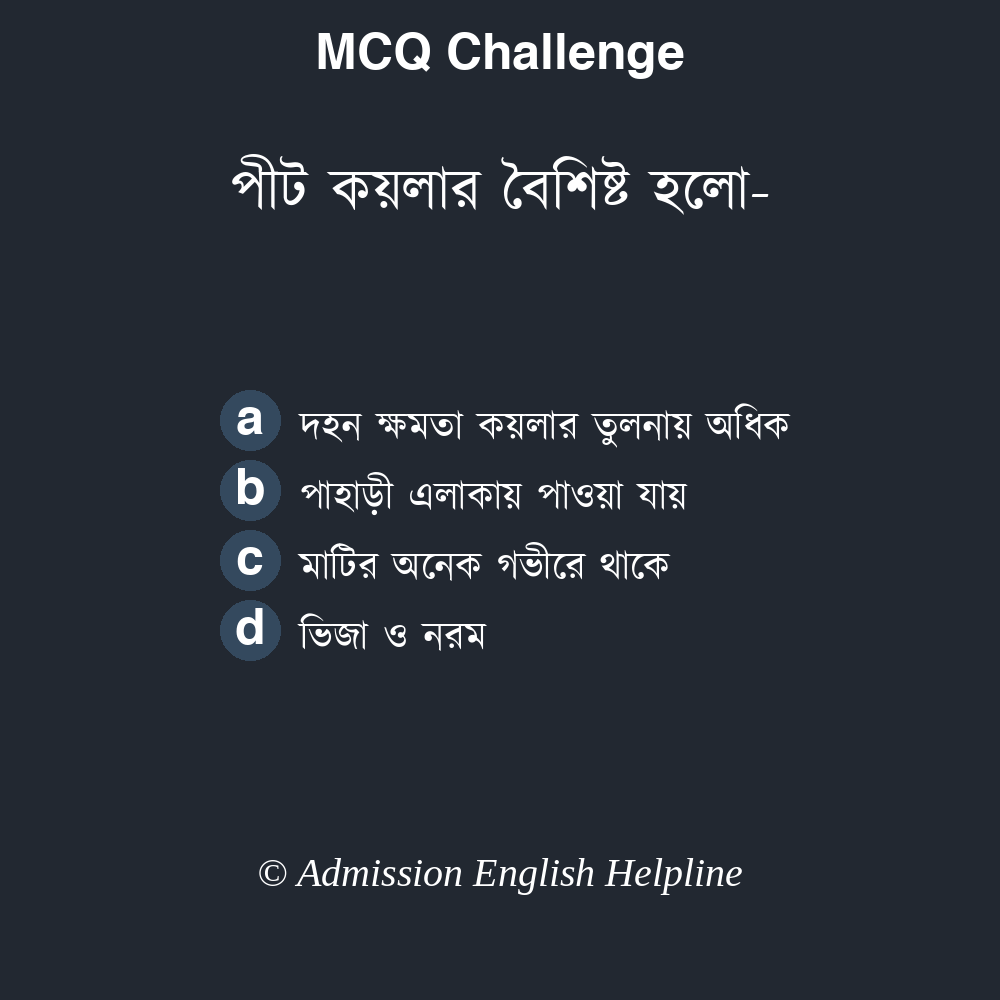 MCQ Challenge
পীট কয়লার বৈশিষ্ট হলো-
a দহন ক্ষমতা কয়লার তুলনায় অধিক
b পাহাড়ী এলাকায় পাওয়া যায়
c মাটির অনেক গভীরে থাকে
d ভিজা ও নরম
© Admission English Helpline